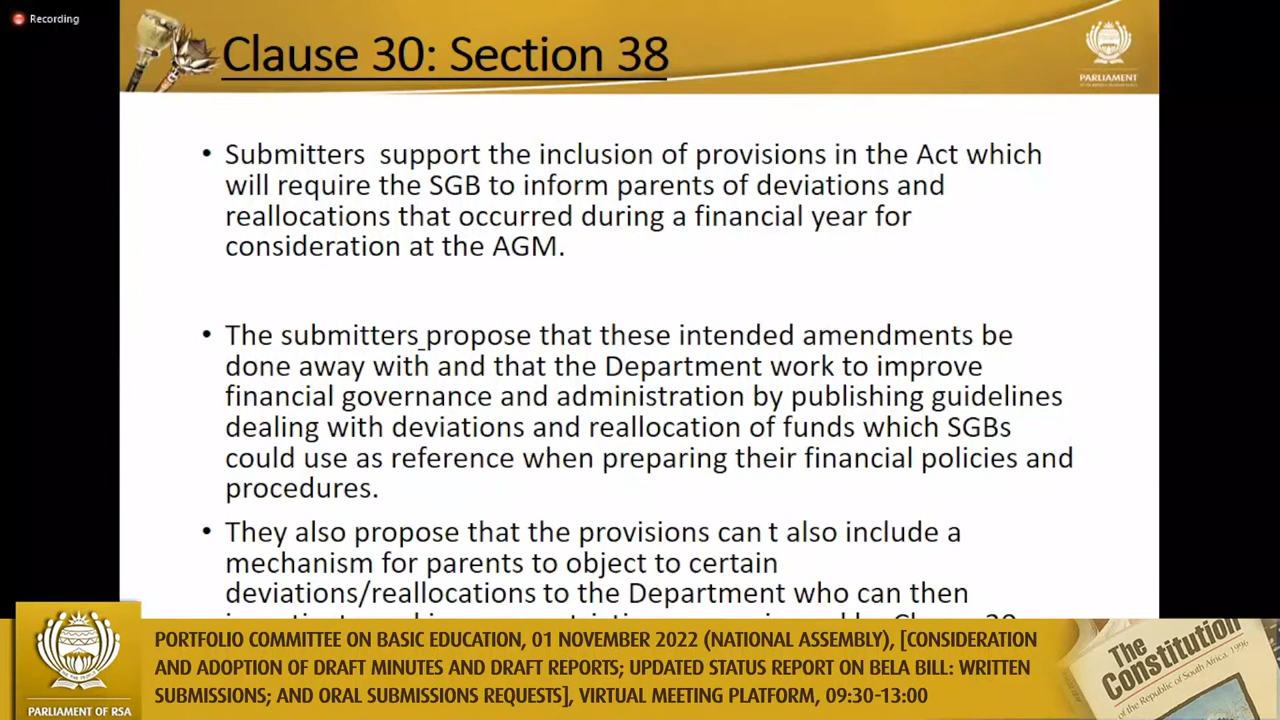 Recording
Clause 30: Section 38
PARLIAMENT
• Submitters support the inclusion of provisions in the Act which
will require the SGB to inform parents of deviations and
reallocations that occurred during a financial year for
consideration at the AGM.
• The submitters propose that these intended amendments be
done away with and that the Department work to improve
financial governance and administration by publishing guidelines
dealing with deviations and reallocation of funds which SGBs
could use as reference when preparing their financial policies and
procedures.
• They also propose that the provisions can t also include a
mechanism for parents to object to certain
deviations/reallocations to the Department who can then
PORTFOLIO COMMITTEE ON BASIC EDUCATION, 01 NOVEMBER 2022 (NATIONAL ASSEMBLY), [CONSIDERATION
AND ADOPTION OF DRAFT MINUTES AND DRAFT REPORTS; UPDATED STATUS REPORT ON BELA BILL: WRITTEN
SUBMISSIONS; AND ORAL SUBMISSIONS REQUESTS], VIRTUAL MEETING PLATFORM, 09:30-13:00
PARLIAMENT OF RSA
The
Constitution
of the Republic of South Africa, 1996